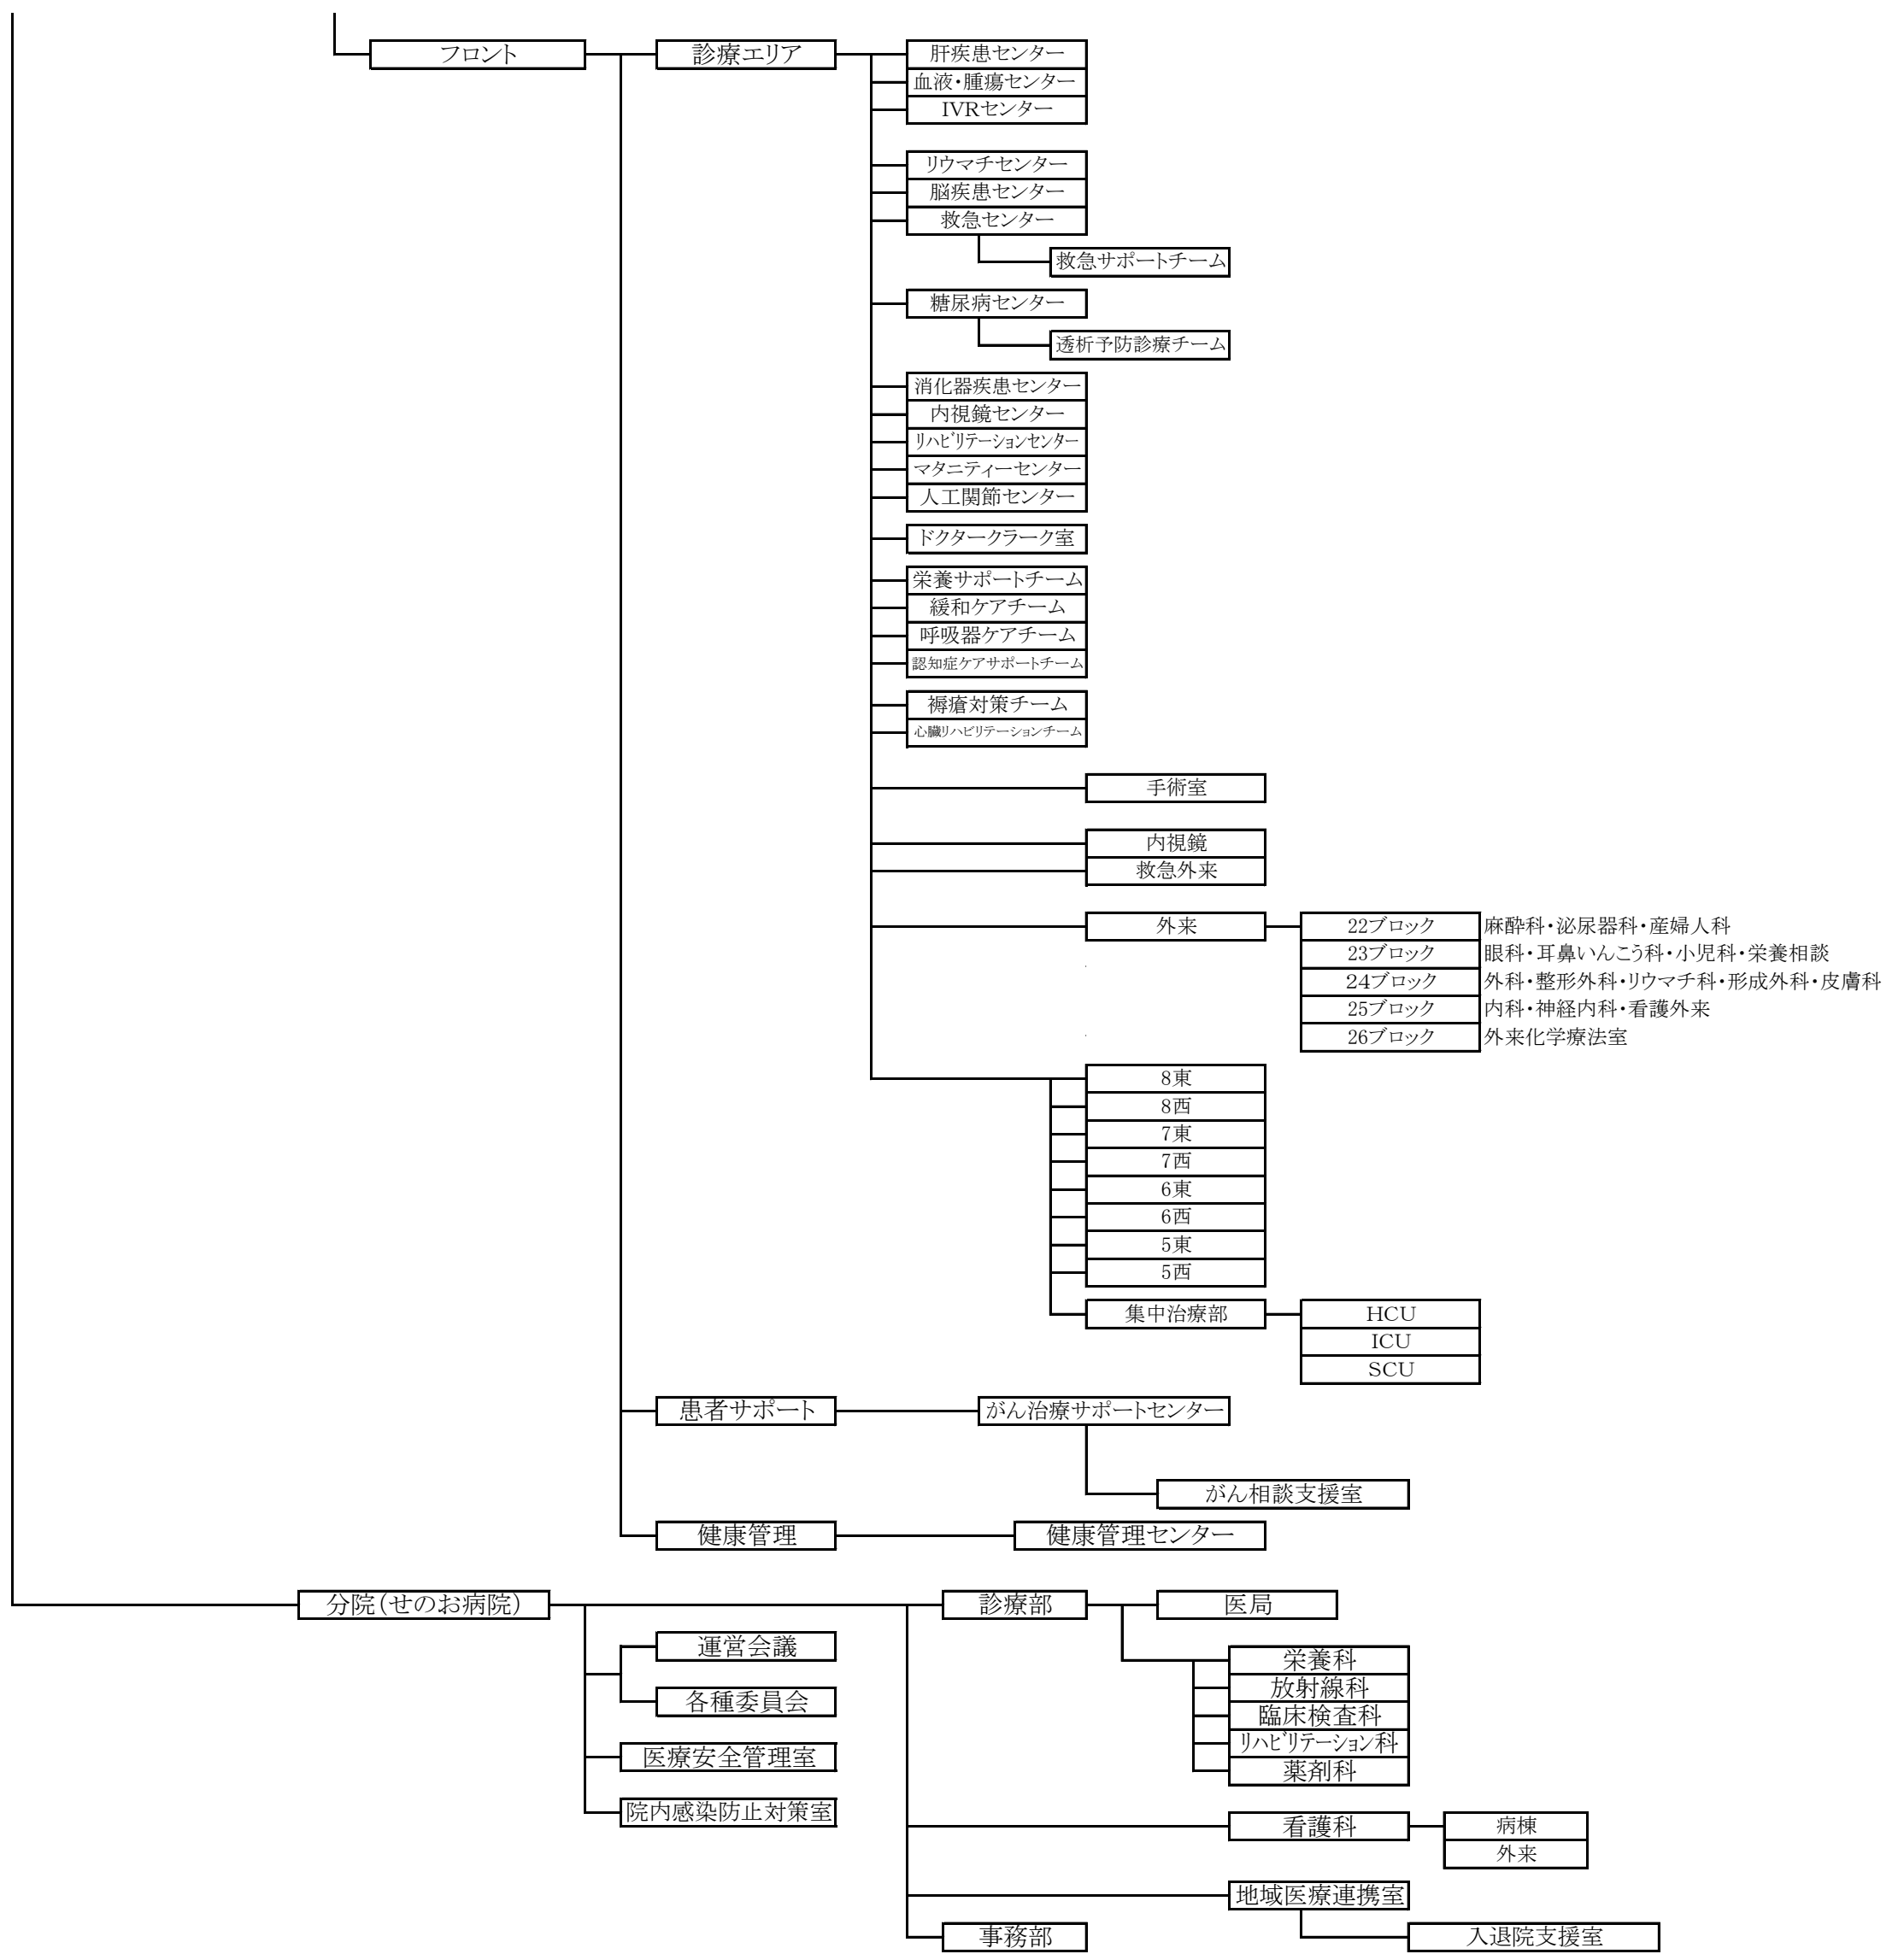 フロント
診療エリア
肝疾患センター
血液・腫瘍センター
IVRセンター
リウマチセンター
脳疾患センター
救急センター
救急サポートチーム
糖尿病センター
透析予防診療チーム
消化器疾患センター
内視鏡センター
リハビリテーションセンター
マタニティーセンター
人工関節センター
ドクタークラーク室
栄養サポートチーム
緩和ケアチーム
呼吸器ケアチーム
認知症ケアサポートチーム
褥瘡対策チーム
心臓リハビリテーションチーム
手術室
内視鏡
救急外来
外来
22ブロック 麻酔科・泌尿器科・産婦人科
23ブロック 眼科・耳鼻いんこう科・小児科・栄養相談
24ブロック 外科・整形外科・リウマチ科・形成外科・皮膚科
25ブロック 内科・神経内科・看護外来
26ブロック 外来化学療法室
8東
8西
7東
7西
6東
6西
5東
5西
集中治療部
HCU
ICU
SCU
患者サポート
がん治療サポートセンター
がん相談支援室
健康管理
健康管理センター
分院(せのお病院)
診療部
医局
運営会議
各種委員会
医療安全管理室
院内感染防止対策室
栄養科
放射線科
臨床検査科
リハビリテーション科
薬剤科
看護科
病棟
外来
地域医療連携室
事務部
入退院支援室